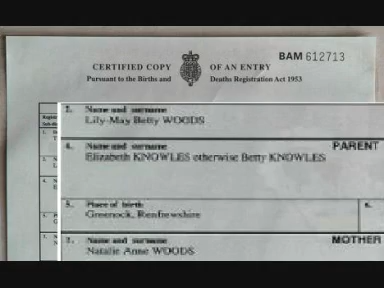 BAM 612713
CERTIFIED COPY OF AN ENTRY
Pursuant to the Births and Deaths Registration Act 1953
2. Name and surname
Lily-May Betty WOODS
PARENT
4. Name and surname
Elizabeth KNOWLES otherwise Betty KNOWLES
5. Place of birth 6.
Greenock, Renfrewshire
MOTHER
7. Name and surname
Natalie Anne WOODS